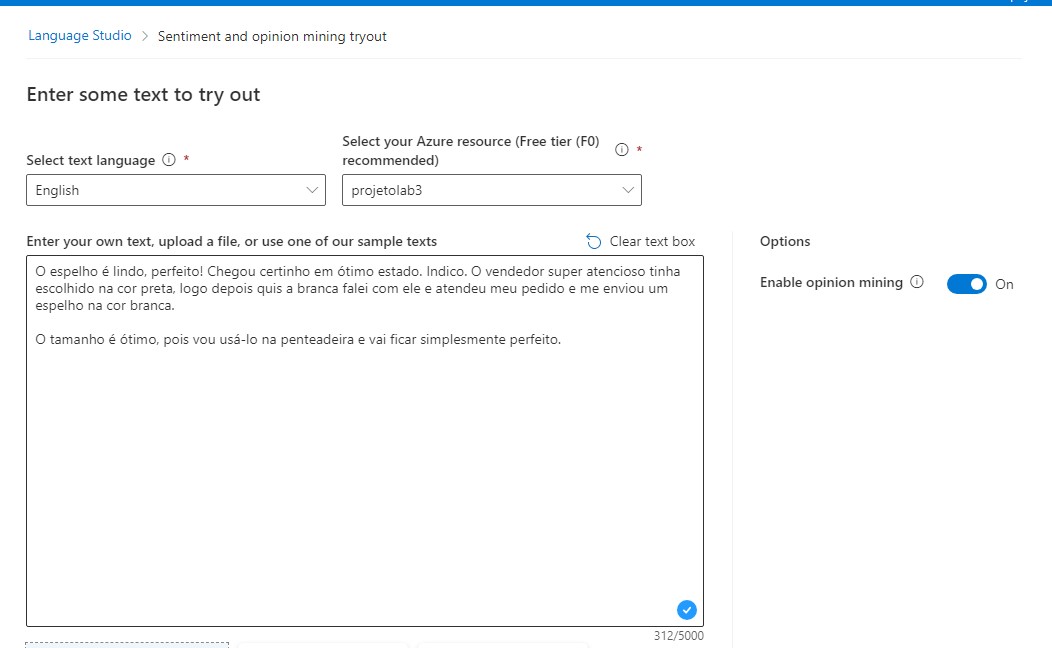 Language Studio > Sentiment and opinion mining tryout
Enter some text to try out
Select text language *
Select your Azure resource (Free tier (F0)
recommended) *
English
projetolab3
Enter your own text, upload a file, or use one of our sample texts
Clear text box
O espelho é lindo, perfeito! Chegou certinho em ótimo estado. Indico. O vendedor super atencioso tinha
escolhido na cor preta, logo depois quis a branca falei com ele e atendeu meu pedido e me enviou um
espelho na cor branca.
O tamanho é ótimo, pois vou usá-lo na penteadeira e vai ficar simplesmente perfeito.
312/5000
Options
Enable opinion mining
On